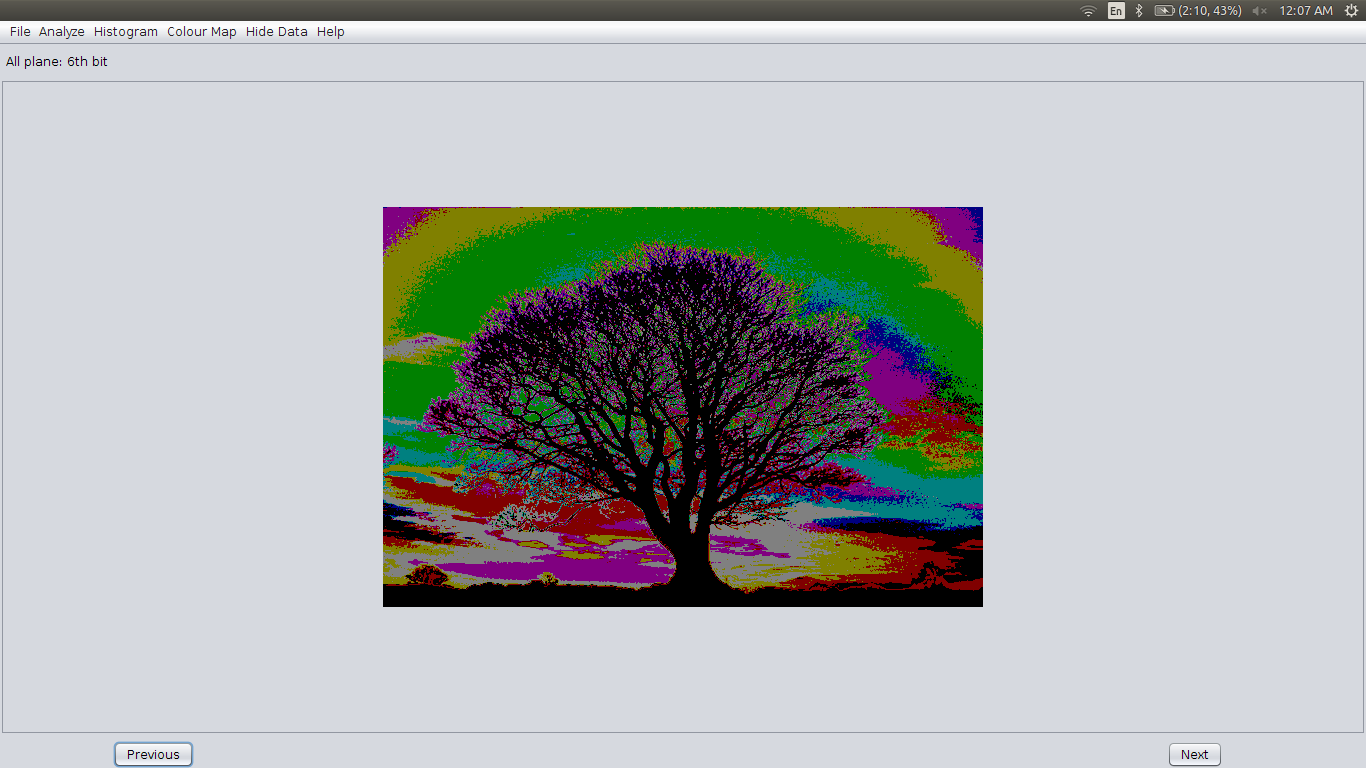 En (2:10, 43%) 12:07 AM
File Analyze Histogram Colour Map Hide Data Help
All plane: 6th bit
Previous Next